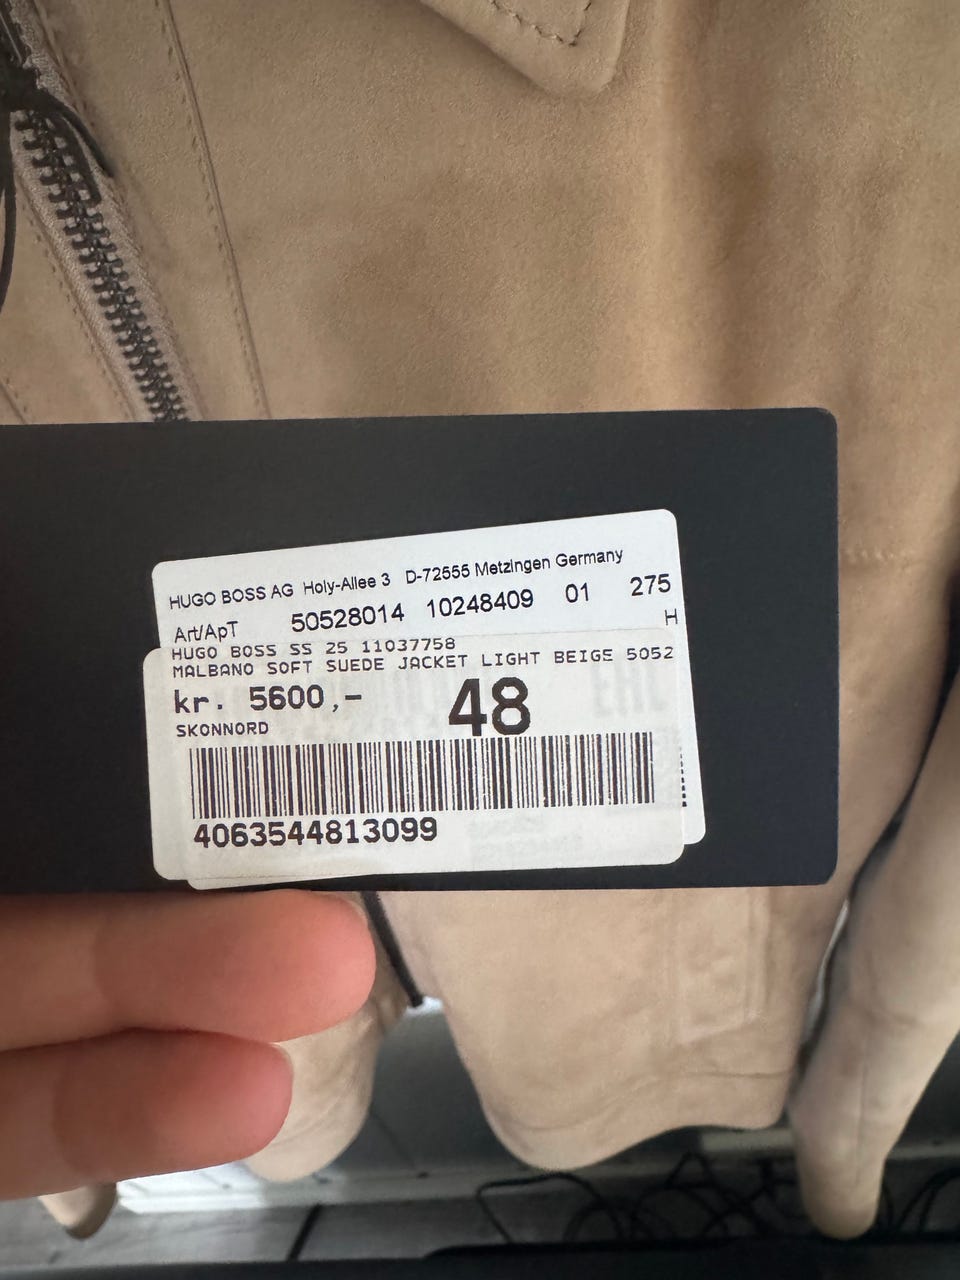 HUGO BOSS AG Holy-Allee 3 D-72555 Metzingen Germany
Art/ApT 50528014 10248409 01 275
H
HUGO BOSS SS 25 11037758
MALBANO SOFT SUEDE JACKET LIGHT BEIGE 5052
kr. 5600,- 48
SKONNORD
4063544813099